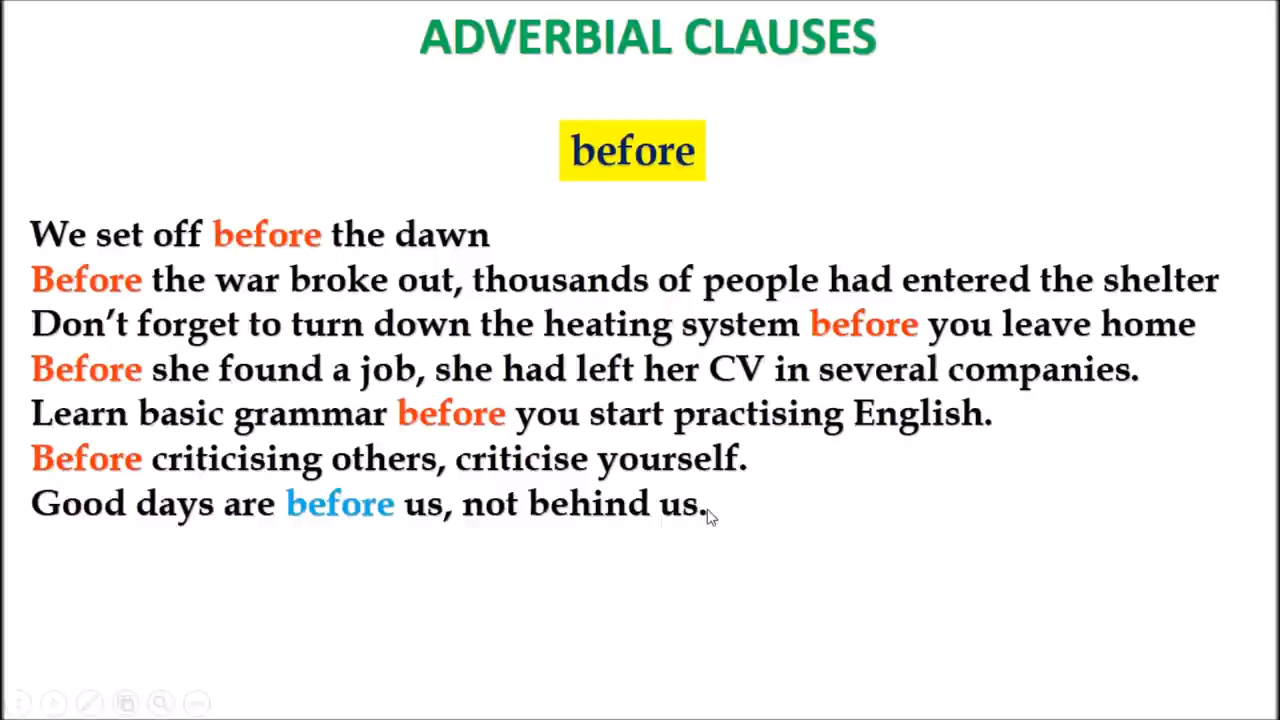 ADVERBIAL CLAUSES
before
We set off before the dawn
Before the war broke out, thousands of people had entered the shelter
Don’t forget to turn down the heating system before you leave home
Before she found a job, she had left her CV in several companies.
Learn basic grammar before you start practising English.
Before criticising others, criticise yourself.
Good days are before us, not behind us.